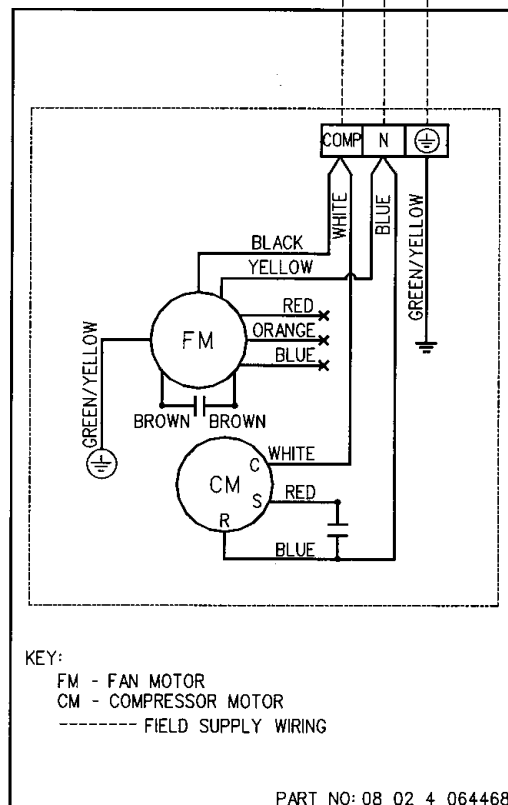 COMP N
WHITE
BLUE
GREEN/YELLOW
BLACK
YELLOW
RED
ORANGE
BLUE
FM
GREEN/YELLOW
BROWN BROWN
WHITE
C
CM
S
RED
R
BLUE
KEY:
FM - FAN MOTOR
CM - COMPRESSOR MOTOR
-------- FIELD SUPPLY WIRING
PART NO: 08 02 4 064468